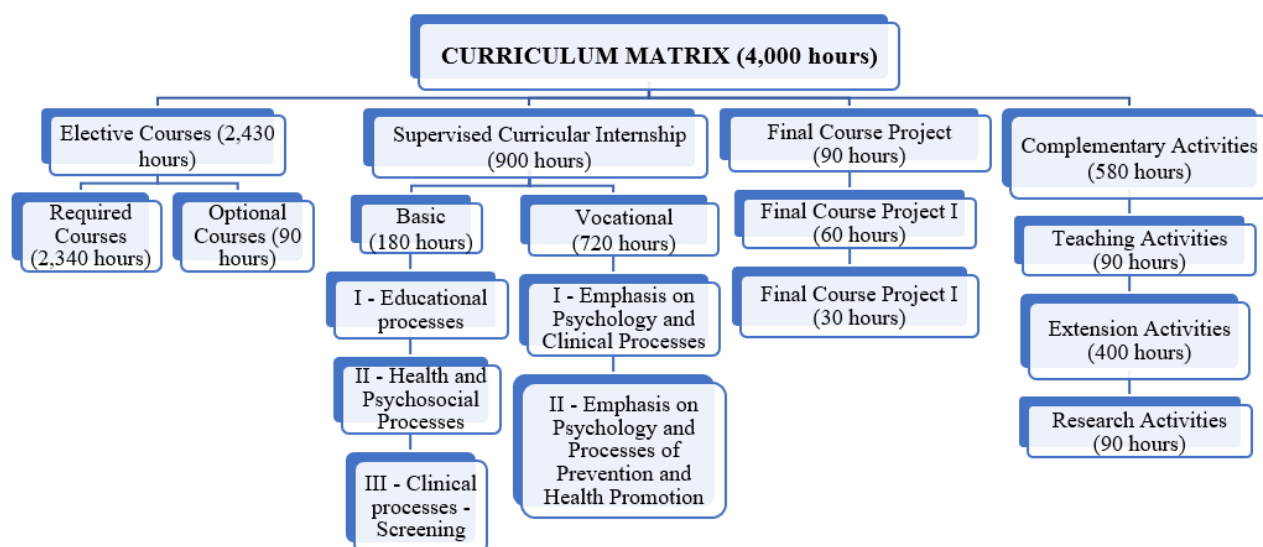 CURRICULUM MATRIX (4,000 hours)
Elective Courses (2,430
hours)
Required
Courses
(2,340 hours)
Optional
Courses (90
hours)
Supervised Curricular Internship
(900 hours)
Basic
(180 hours)
I - Educational
processes
II - Health and
Psychosocial
Processes
III - Clinical
processes -
Screening
Vocational
(720 hours)
I - Emphasis on
Psychology and
Clinical Processes
II - Emphasis on
Psychology and
Processes of
Prevention and
Health Promotion
Final Course Project
(90 hours)
Final Course Project I
(60 hours)
Final Course Project I
(30 hours)
Complementary Activities
(580 hours)
Teaching Activities
(90 hours)
Extension Activities
(400 hours)
Research Activities
(90 hours)